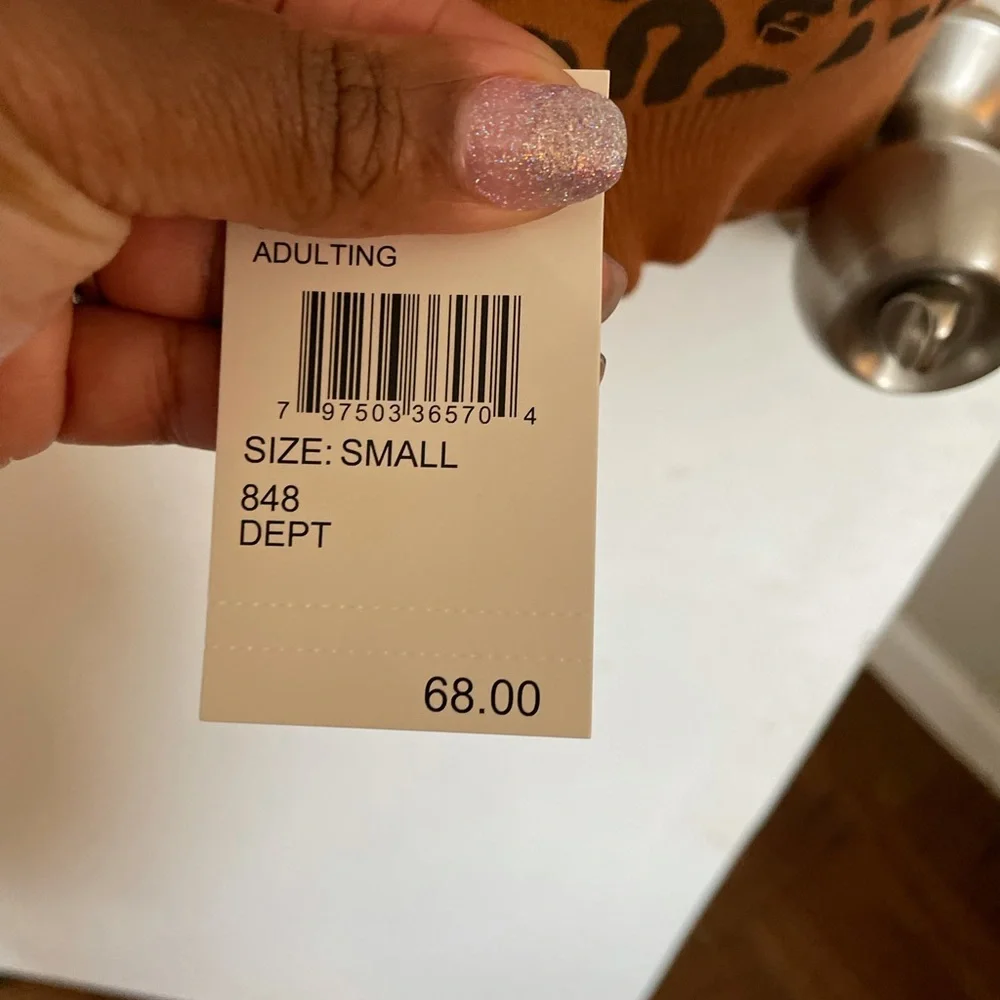 ADULTING
7 97503 36570 4
SIZE: SMALL
848
DEPT
68.00